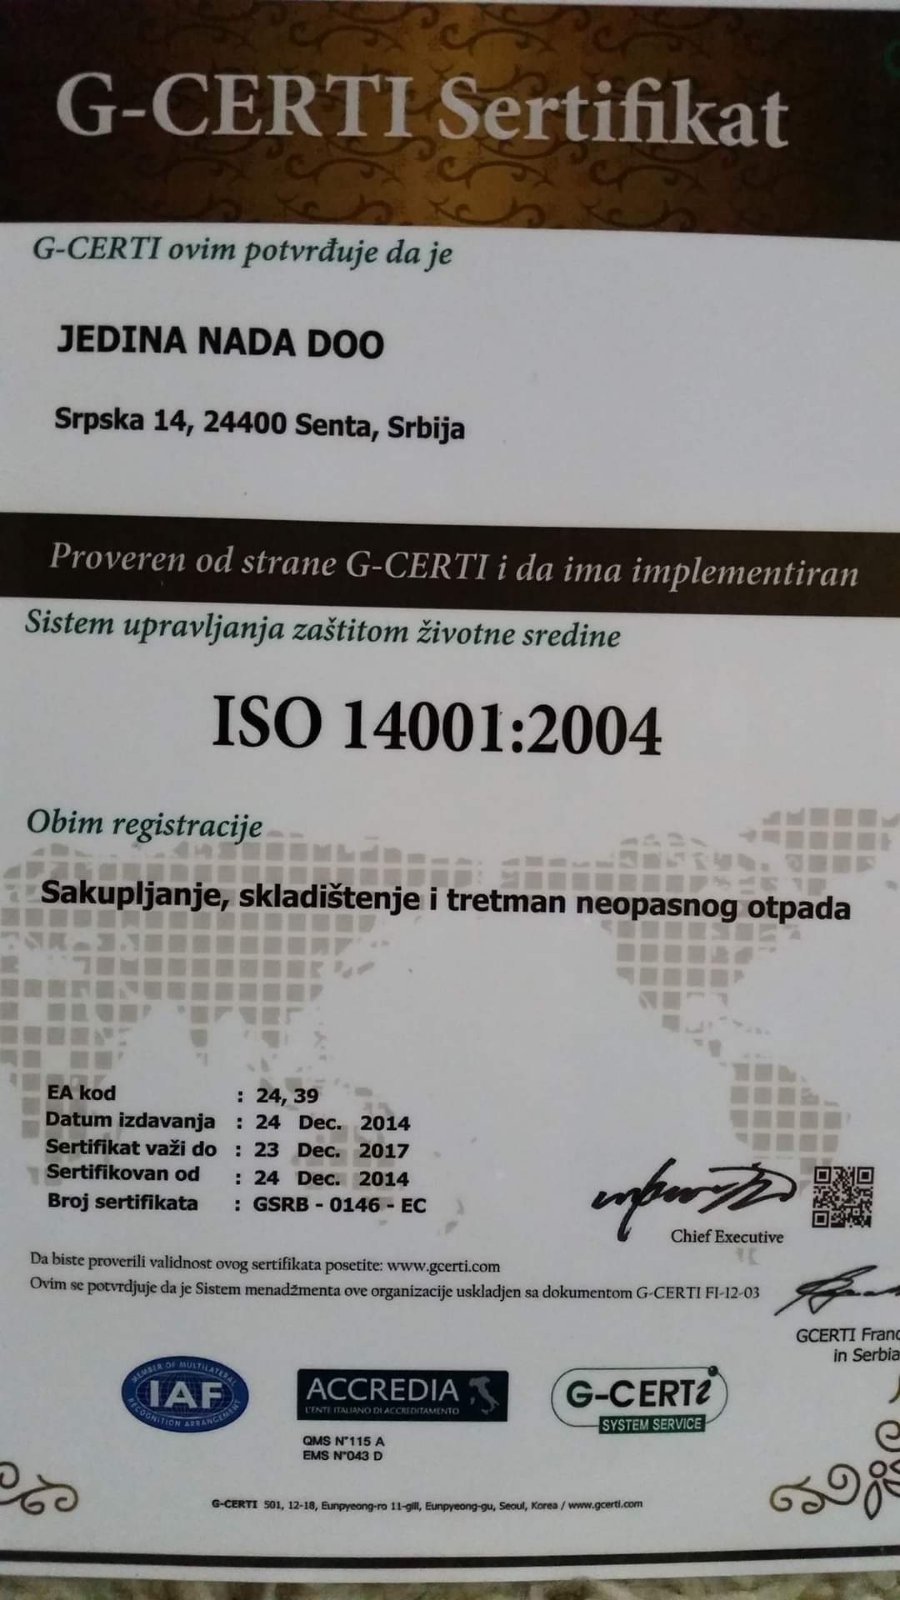 G-CERTI Sertifikat
G-CERTI ovim potvrđuje da je
JEDINA NADA DOO
Srpska 14, 24400 Senta, Srbija
Proveren od strane G-CERTI i da ima implementiran
Sistem upravljanja zaštitom životne sredine
ISO 14001:2004
Obim registracije
Sakupljanje, skladištenje i tretman neopasnog otpada
EA kod : 24, 39
Datum izdavanja : 24 Dec. 2014
Sertifikat važi do : 23 Dec. 2017
Sertifikovan od : 24 Dec. 2014
Broj sertifikata : GSRB - 0146 - EC
Chief Executive
Da biste proverili validnost ovog sertifikata posetite: www.gcerti.com
Ovim se potvrdjuje da je Sistem menadžmenta ove organizacije uskladjen sa dokumentom G-CERTI FI-12-03
GCERTI Franc
in Serbia
MEMBER OF MULTILATERAL
IAF
RECOGNITION ARRANGEMENT
ACCREDIA
L'ENTE ITALIANO DI ACCREDITAMENTO
QMS N°115 A
EMS N°043 D
G-CERTi
SYSTEM SERVICE
G-CERTI 501, 12-18, Eunpyeong-ro 11-gill, Eunpyeong-gu, Seoul, Korea / www.gcerti.com